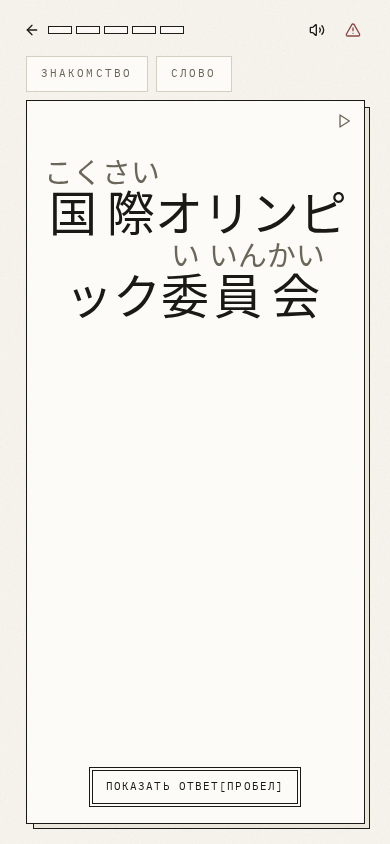 ЗНАКОМСТВО СЛОВО
こくさい
国際オリンピ
いいんかい
ック委員会
ПОКАЗАТЬ ОТВЕТ[ПРОБЕЛ]